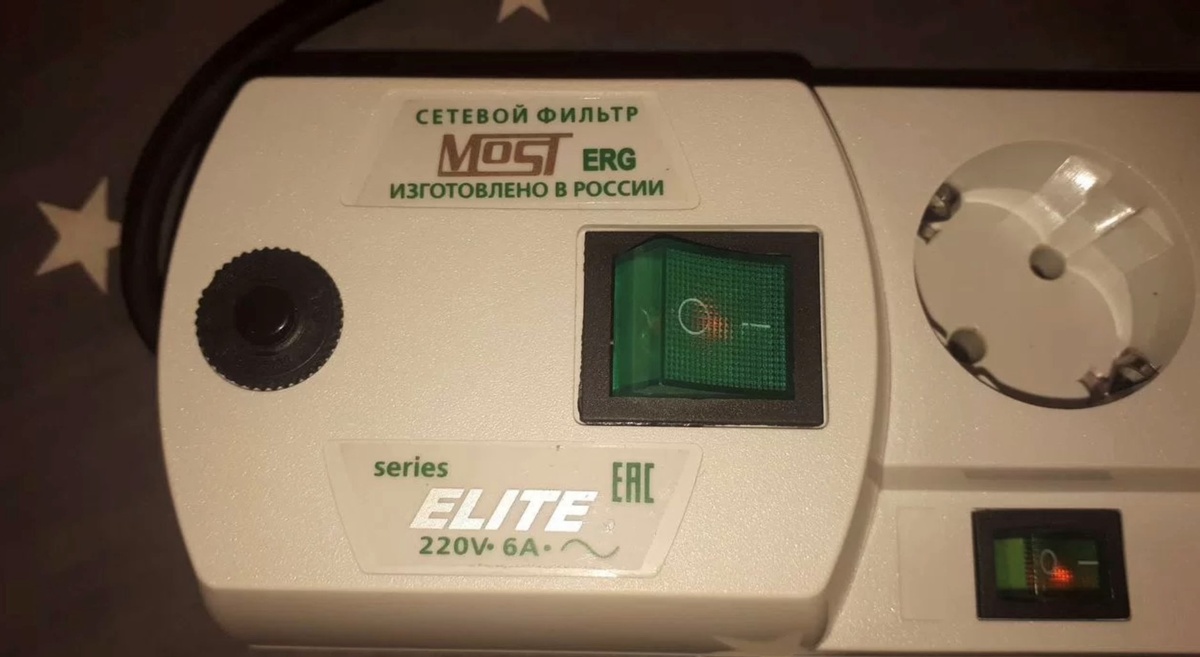 СЕТЕВОЙ ФИЛЬТР
MOST ERG
ИЗГОТОВЛЕНО В РОССИИ
series EAC
ELITE
220V• 6A• ~